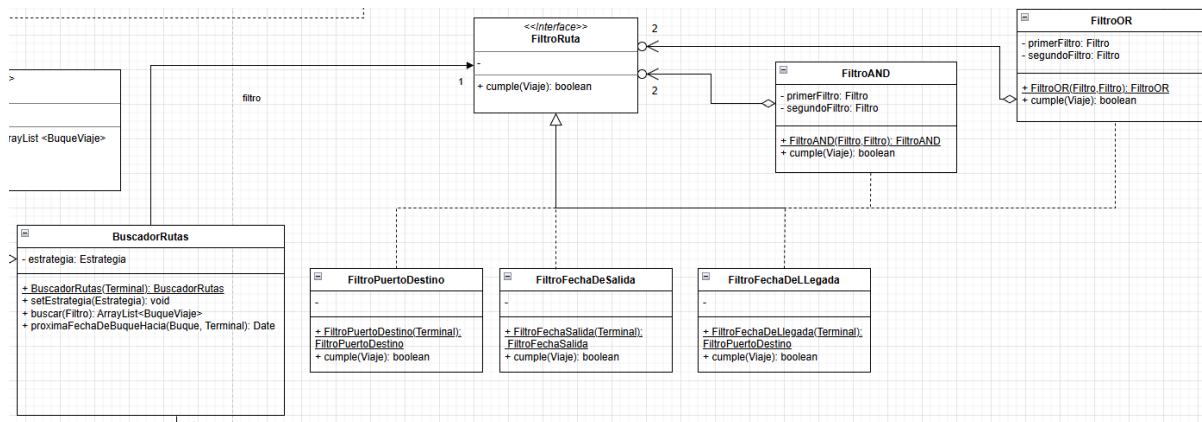 <<Interface>>
FiltroRuta
-
+ cumple(Viaje): boolean
2
2
1
filtro
FiltroOR
- primerFiltro: Filtro
- segundoFiltro: Filtro
+ FiltroOR(Filtro,Filtro): FiltroOR
+ cumple(Viaje): boolean
FiltroAND
- primerFiltro: Filtro
- segundoFiltro: Filtro
+ FiltroAND(Filtro,Filtro): FiltroAND
+ cumple(Viaje): boolean
>
rrayList <BuqueViaje>
BuscadorRutas
- estrategia: Estrategia
+ BuscadorRutas(Terminal): BuscadorRutas
+ setEstrategia(Estrategia): void
+ buscar(Filtro): ArrayList<BuqueViaje>
+ proximaFechaDeBuqueHacia(Buque, Terminal): Date
FiltroPuertoDestino
-
+ FiltroPuertoDestino(Terminal):
FiltroPuertoDestino
+ cumple(Viaje): boolean
FiltroFechaDeSalida
-
+ FiltroFechaSalida(Terminal):
FiltroFechaSalida
+ cumple(Viaje): boolean
FiltroFechaDeLLegada
-
+ FiltroFechaDeLlegada(Terminal):
FiltroPuertoDestino
+ cumple(Viaje): boolean